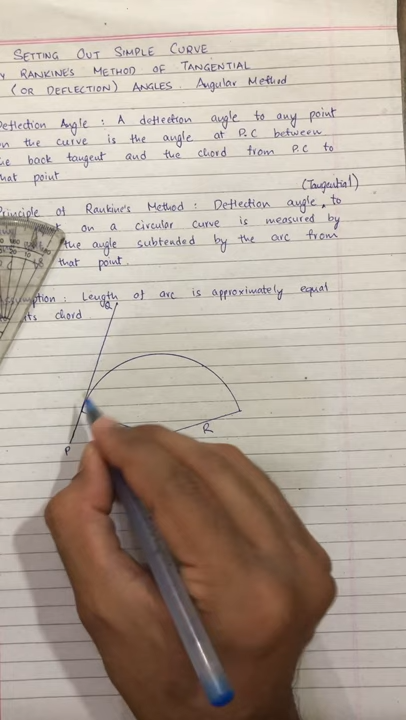 SETTING OUT SIMPLE CURVE
RANKINE'S METHOD OF TANGENTIAL
(OR DEFLECTION) ANGLES. Angular Method
Deflection Angle : A deflection angle to any point
on the curve is the angle at P.C between
back tangent and the chord from P.C to
that point
(Tangential)
Principle of Rankine's Method : Deflection angle, to
on a circular curve is measured by
the angle subtended by the arc from
that point.
Assumption : Length of arc is approximately equal
its chord
Q
R
P